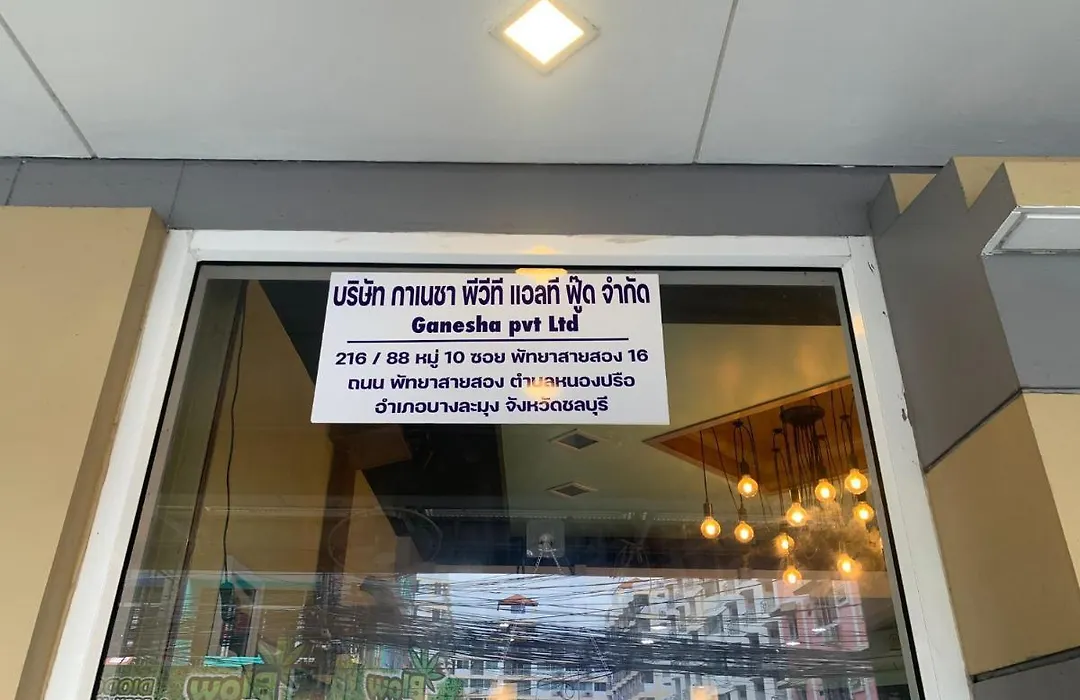 บริษัท กาเนชา พีวีที แอลที ฟู๊ด จำกัด
Ganesha pvt Ltd
216 / 88 หมู่ 10 ซอย พัทยาสายสอง 16
ถนน พัทยาสายสอง ตำบลหนองปรือ
อำเภอบางละมุง จังหวัดชลบุรี